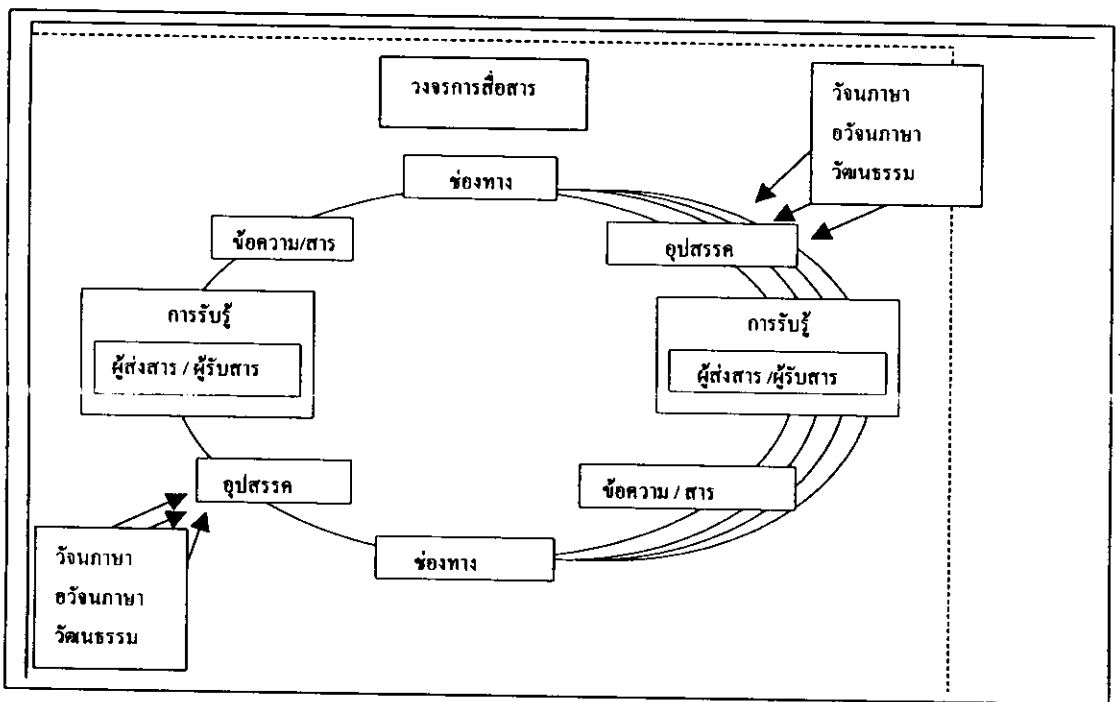 วงจรการสื่อสาร
วัจนภาษา
อวัจนภาษา
วัฒนธรรม
ช่องทาง
ข้อความ/สาร
อุปสรรค
การรับรู้
ผู้ส่งสาร / ผู้รับสาร
การรับรู้
ผู้ส่งสาร /ผู้รับสาร
อุปสรรค
ข้อความ / สาร
ช่องทาง
วัจนภาษา
อวัจนภาษา
วัฒนธรรม